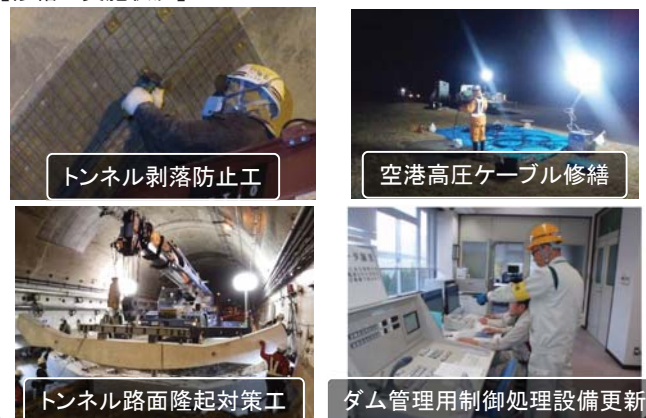 トンネル剥落防止工
空港高圧ケーブル修繕
トンネル路面隆起対策工
ダム管理用制御処理設備更新